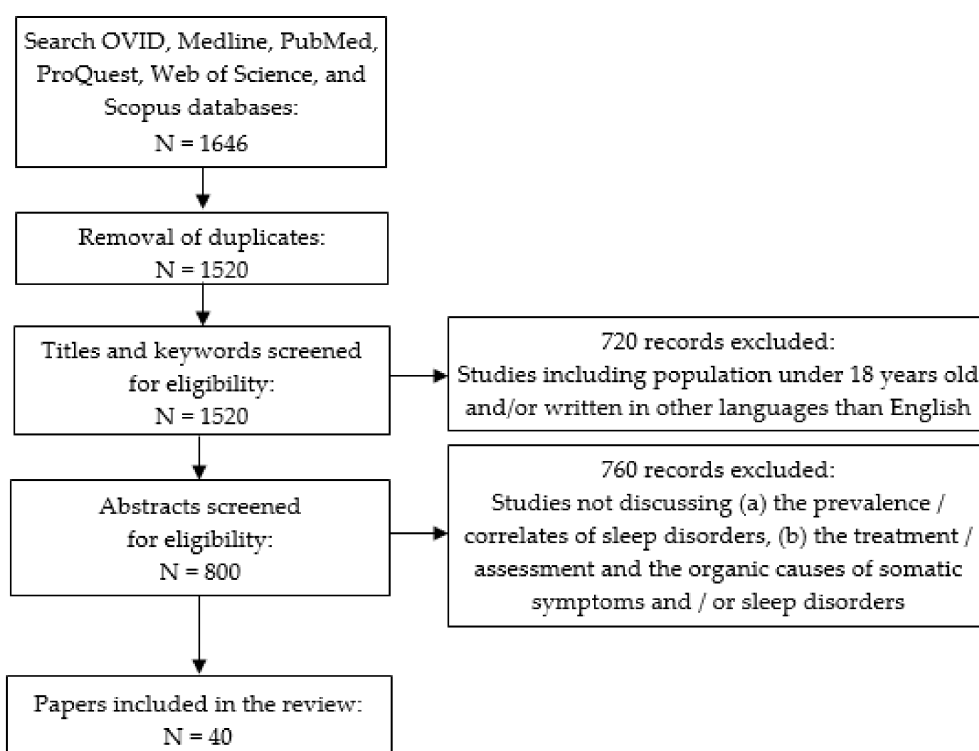 Search OVID, Medline, PubMed,
ProQuest, Web of Science, and
Scopus databases:
N = 1646
Removal of duplicates:
N = 1520
Titles and keywords screened
for eligibility:
N = 1520
720 records excluded:
Studies including population under 18 years old
and/or written in other languages than English
Abstracts screened
for eligibility:
N = 800
760 records excluded:
Studies not discussing (a) the prevalence /
correlates of sleep disorders, (b) the treatment /
assessment and the organic causes of somatic
symptoms and / or sleep disorders
Papers included in the review:
N = 40